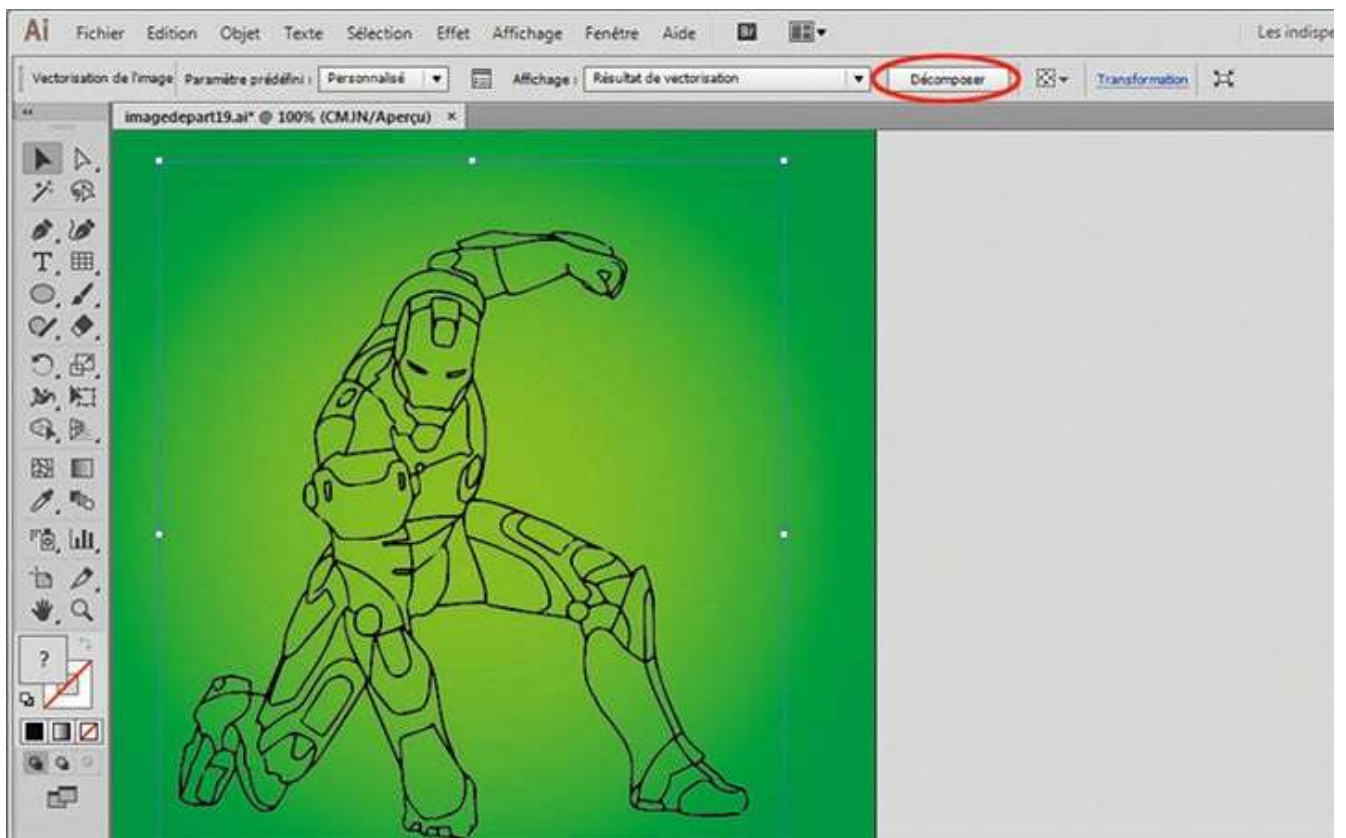 Ai Fichier Edition Objet Texte Sélection Effet Affichage Fenêtre Aide Br Les indispe
Vectorisation de l'image Paramètre prédéfini : Personnalisé Affichage : Résultat de vectorisation Décomposer Transformation
imagedepart19.ai* @ 100% (CMJN/Aperçu) ×
T
?